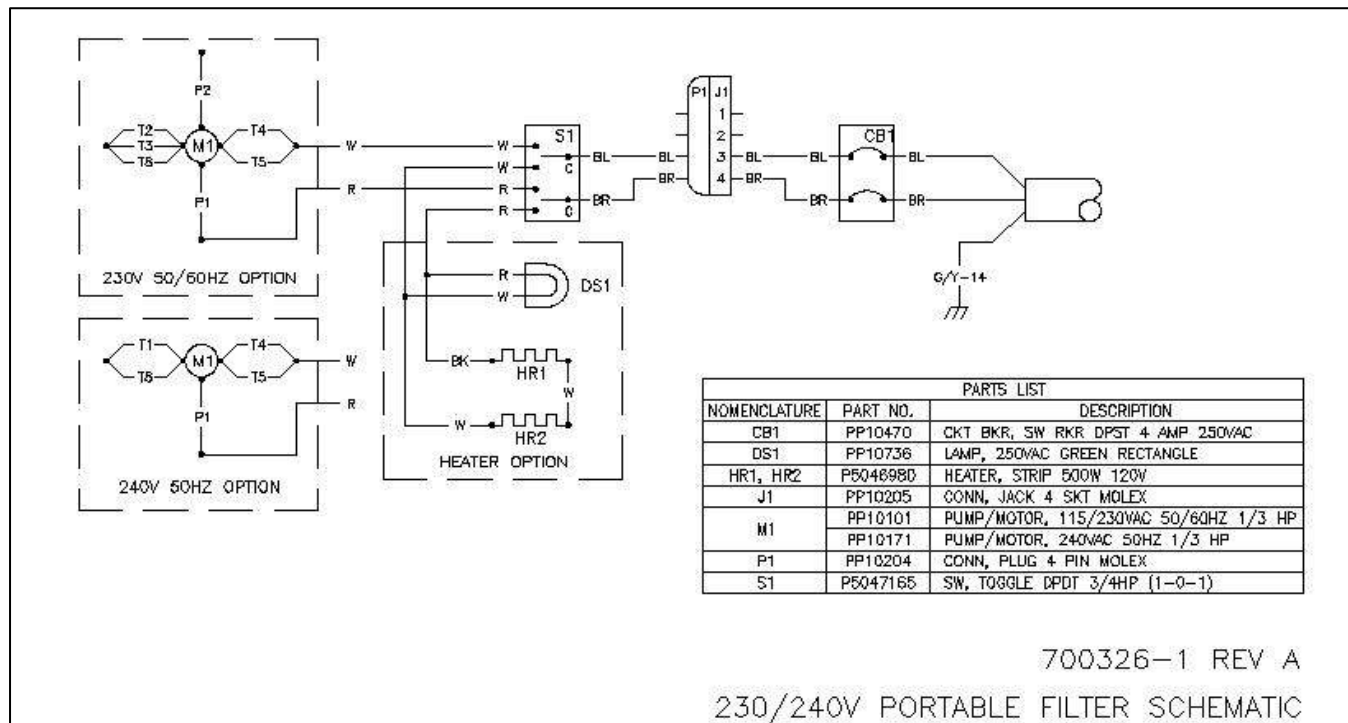 P2
T2
T3
T8
M1
T4
T5
P1
230V 50/60HZ OPTION
T1
T8
M1
T4
T5
P1
240V 50HZ OPTION
W
R
W
R
S1
W
W
R
R
C
C
BL
BR
BL
BR
P1
J1
1
2
3
4
BL
BR
BL
BR
CB1
BL
BR
G/Y-14
R
W
DS1
BK
HR1
W
W
HR2
HEATER OPTION
PARTS LIST
NOMENCLATURE PART NO. DESCRIPTION
CB1 PP10470 CKT BKR, SW RKR DPST 4 AMP 250VAC
DS1 PP10736 LAMP, 250VAC GREEN RECTANGLE
HR1, HR2 P5046980 HEATER, STRIP 500W 120V
J1 PP10205 CONN, JACK 4 SKT MOLEX
M1 PP10101 PUMP/MOTOR, 115/230VAC 50/60HZ 1/3 HP
PP10171 PUMP/MOTOR, 240VAC 50HZ 1/3 HP
P1 PP10204 CONN, PLUG 4 PIN MOLEX
S1 P5047165 SW, TOGGLE DPDT 3/4HP (1-0-1)
700326-1 REV A
230/240V PORTABLE FILTER SCHEMATIC